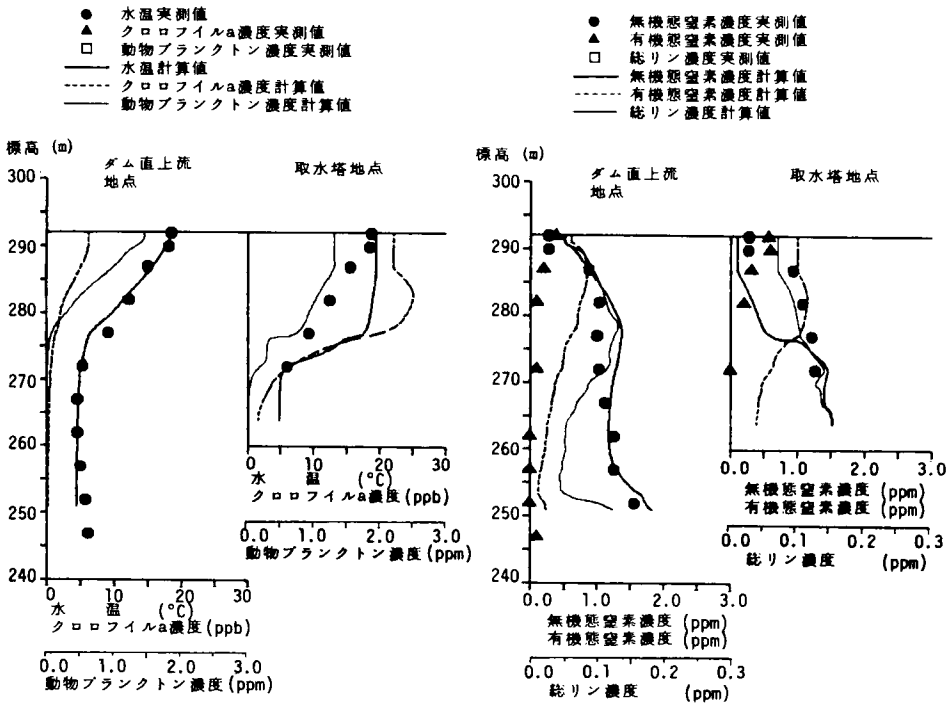 水温実測値
クロロフイルa濃度実測値
動物プランクトン濃度実測値
水温計算値
クロロフイルa濃度計算値
動物プランクトン濃度計算値
無機態窒素濃度実測値
有機態窒素濃度実測値
総リン濃度実測値
無機態窒素濃度計算値
有機態窒素濃度計算値
総リン濃度計算値
標高 (m)
ダム直上流
地点
取水塔地点
300
290
280
270
260
250
240
0 10 20 30
水 温 (°C)
クロロフイルa濃度 (ppb)
0.0 1.0 2.0 3.0
動物プランクトン濃度 (ppm)
0 10 20 30
水 温 (°C)
クロロフイルa濃度 (ppb)
0.0 1.0 2.0 3.0
動物プランクトン濃度 (ppm)
標高 (m)
ダム直上流
地点
取水塔地点
300
290
280
270
260
250
240
0.0 1.0 2.0 3.0
無機態窒素濃度 (ppm)
有機態窒素濃度 (ppm)
0.0 0.1 0.2 0.3
総リン濃度 (ppm)
0.0 1.0 2.0 3.0
無機態窒素濃度 (ppm)
有機態窒素濃度 (ppm)
0.0 0.1 0.2 0.3
総リン濃度 (ppm)